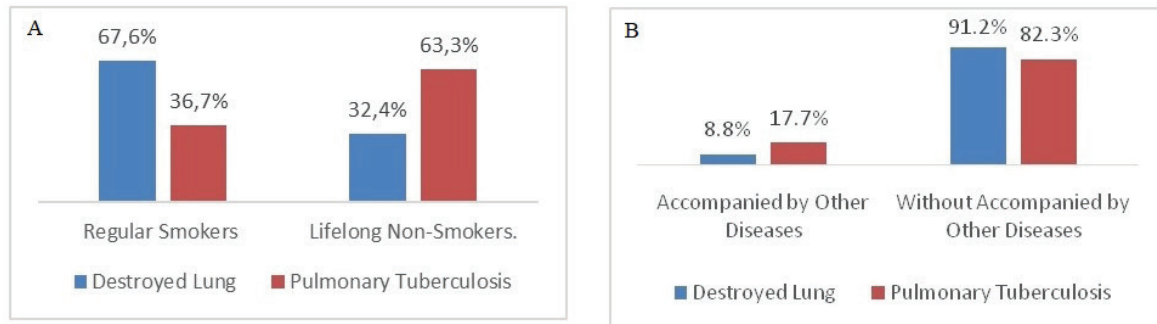 A
67,6%
36,7%
32,4%
63,3%
Regular Smokers
Lifelong Non-Smokers.
Destroyed Lung
Pulmonary Tuberculosis
B
8.8%
17.7%
91.2%
82.3%
Accompanied by Other
Diseases
Without Accompanied by
Other Diseases
Destroyed Lung
Pulmonary Tuberculosis